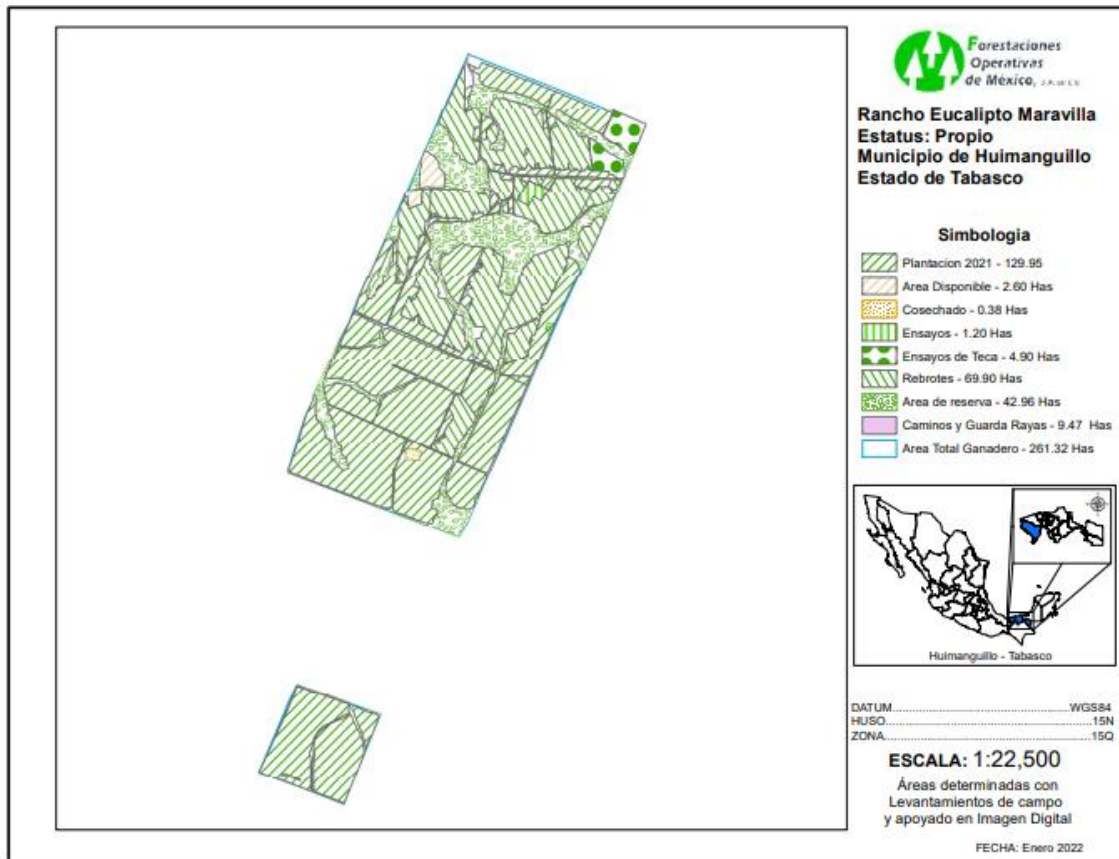 Forestaciones
Operativas
de México, S.A. de C.V.
Rancho Eucalipto Maravilla
Estatus: Propio
Municipio de Huimanguillo
Estado de Tabasco
Simbologia
Plantacion 2021 - 129.95
Area Disponible - 2.60 Has
Cosechado - 0.38 Has
Ensayos - 1.20 Has
Ensayos de Teca - 4.90 Has
Rebrotes - 69.90 Has
Area de reserva - 42.96 Has
Caminos y Guarda Rayas - 9.47 Has
Area Total Ganadero - 261.32 Has
Huimanguillo - Tabasco
DATUM..........................................WGS84
HUSO................................................15N
ZONA................................................15Q
ESCALA: 1:22,500
Áreas determinadas con
Levantamientos de campo
y apoyado en Imagen Digital
FECHA: Enero 2022